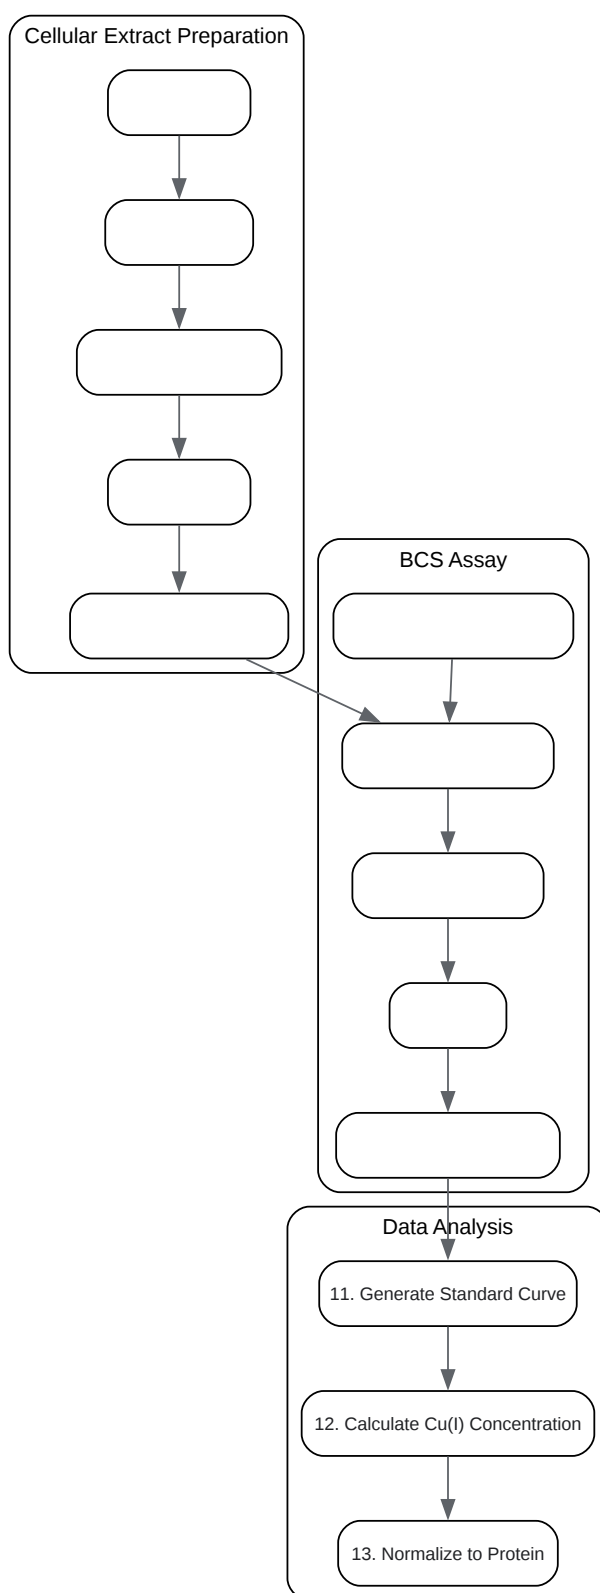 Cellular Extract Preparation
BCS Assay
Data Analysis
11. Generate Standard Curve
12. Calculate Cu(I) Concentration
13. Normalize to Protein